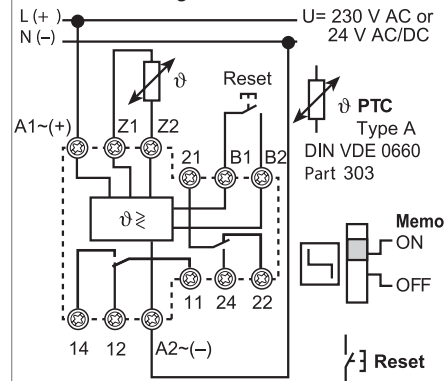 L (+)
N (–)
U= 230 V AC or
24 V AC/DC
ϑ
Reset
A1~(+)
Z1
Z2
21
B1
B2
ϑ PTC
Type A
DIN VDE 0660
Part 303
ϑ ≷
Memo
ON
OFF
11
24
22
14
12
A2~(–)
Reset